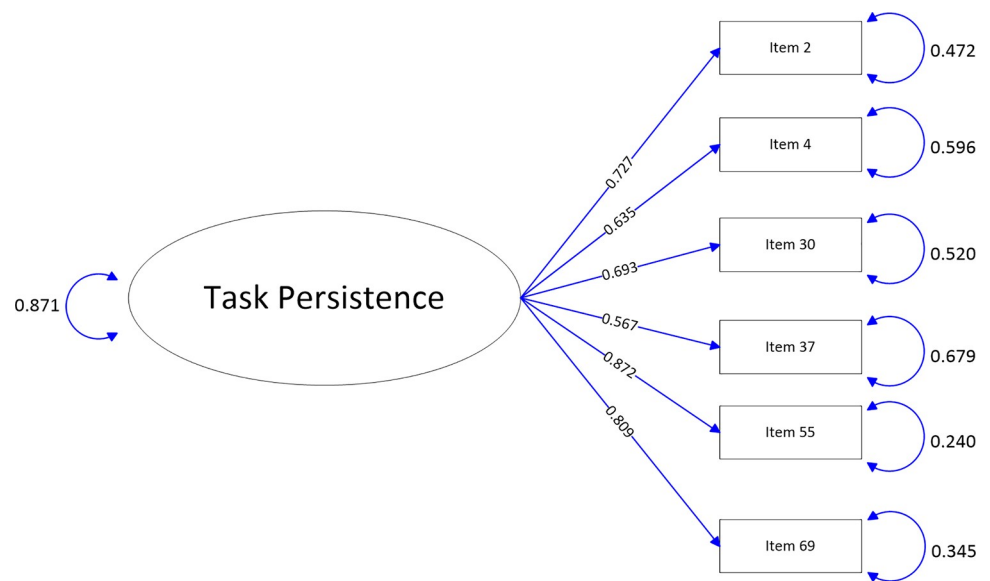 Item 2
0.472
0.727
Item 4
0.596
0.635
Item 30
0.520
0.693
Task Persistence
0.871
0.567
Item 37
0.679
0.872
Item 55
0.240
0.809
Item 69
0.345